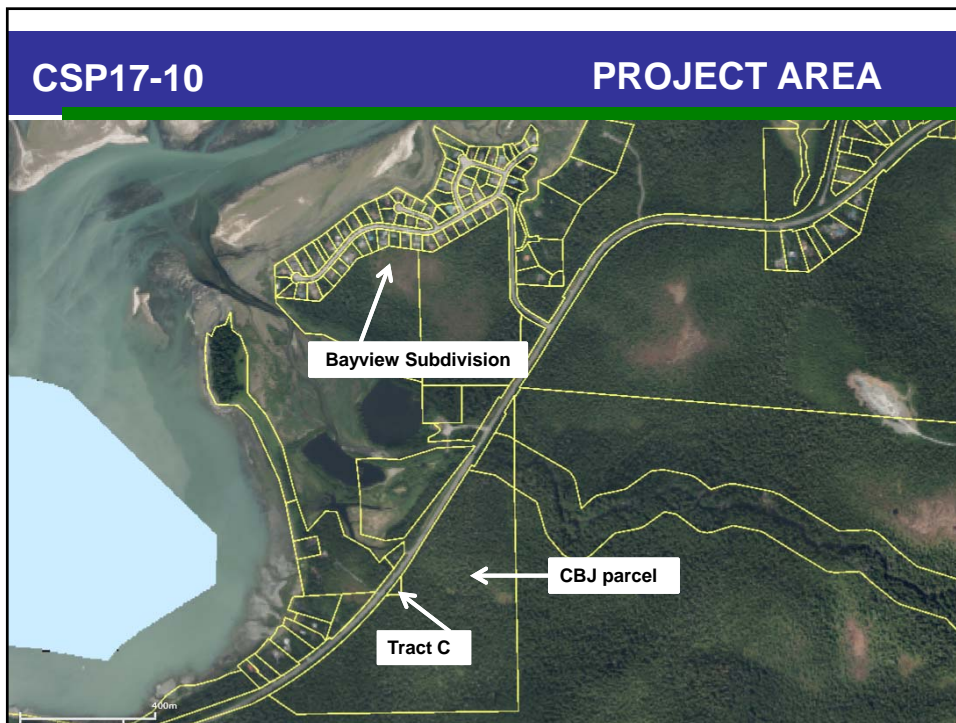 CSP17-10 PROJECT AREA
Bayview Subdivision
CBJ parcel
Tract C
400m